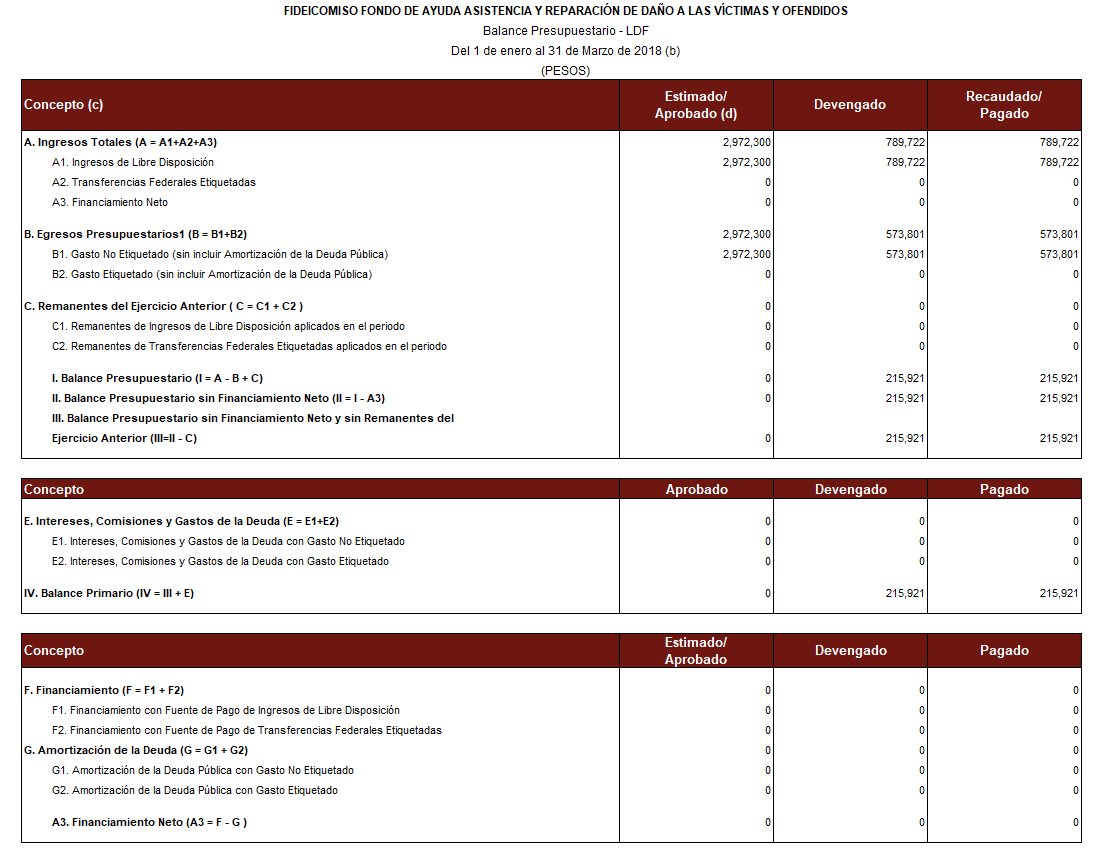 FIDEICOMISO FONDO DE AYUDA ASISTENCIA Y REPARACIÓN DE DAÑO A LAS VÍCTIMAS Y OFENDIDOS
Balance Presupuestario - LDF
Del 1 de enero al 31 de Marzo de 2018 (b)
(PESOS)
Concepto (c) Estimado/ Aprobado (d) Devengado Recaudado/ Pagado
A. Ingresos Totales (A = A1+A2+A3) 2,972,300 789,722 789,722
A1. Ingresos de Libre Disposición 2,972,300 789,722 789,722
A2. Transferencias Federales Etiquetadas 0 0 0
A3. Financiamiento Neto 0 0 0
B. Egresos Presupuestarios1 (B = B1+B2) 2,972,300 573,801 573,801
B1. Gasto No Etiquetado (sin incluir Amortización de la Deuda Pública) 2,972,300 573,801 573,801
B2. Gasto Etiquetado (sin incluir Amortización de la Deuda Pública) 0 0 0
C. Remanentes del Ejercicio Anterior ( C = C1 + C2 ) 0 0 0
C1. Remanentes de Ingresos de Libre Disposición aplicados en el periodo 0 0 0
C2. Remanentes de Transferencias Federales Etiquetadas aplicados en el periodo 0 0 0
I. Balance Presupuestario (I = A - B + C) 0 215,921 215,921
II. Balance Presupuestario sin Financiamiento Neto (II = I - A3) 0 215,921 215,921
III. Balance Presupuestario sin Financiamiento Neto y sin Remanentes del
Ejercicio Anterior (III=II - C) 0 215,921 215,921
Concepto Aprobado Devengado Pagado
E. Intereses, Comisiones y Gastos de la Deuda (E = E1+E2) 0 0 0
E1. Intereses, Comisiones y Gastos de la Deuda con Gasto No Etiquetado 0 0 0
E2. Intereses, Comisiones y Gastos de la Deuda con Gasto Etiquetado 0 0 0
IV. Balance Primario (IV = III + E) 0 215,921 215,921
Concepto Estimado/ Aprobado Devengado Pagado
F. Financiamiento (F = F1 + F2) 0 0 0
F1. Financiamiento con Fuente de Pago de Ingresos de Libre Disposición 0 0 0
F2. Financiamiento con Fuente de Pago de Transferencias Federales Etiquetadas 0 0 0
G. Amortización de la Deuda (G = G1 + G2) 0 0 0
G1. Amortización de la Deuda Pública con Gasto No Etiquetado 0 0 0
G2. Amortización de la Deuda Pública con Gasto Etiquetado 0 0 0
A3. Financiamiento Neto (A3 = F - G ) 0 0 0